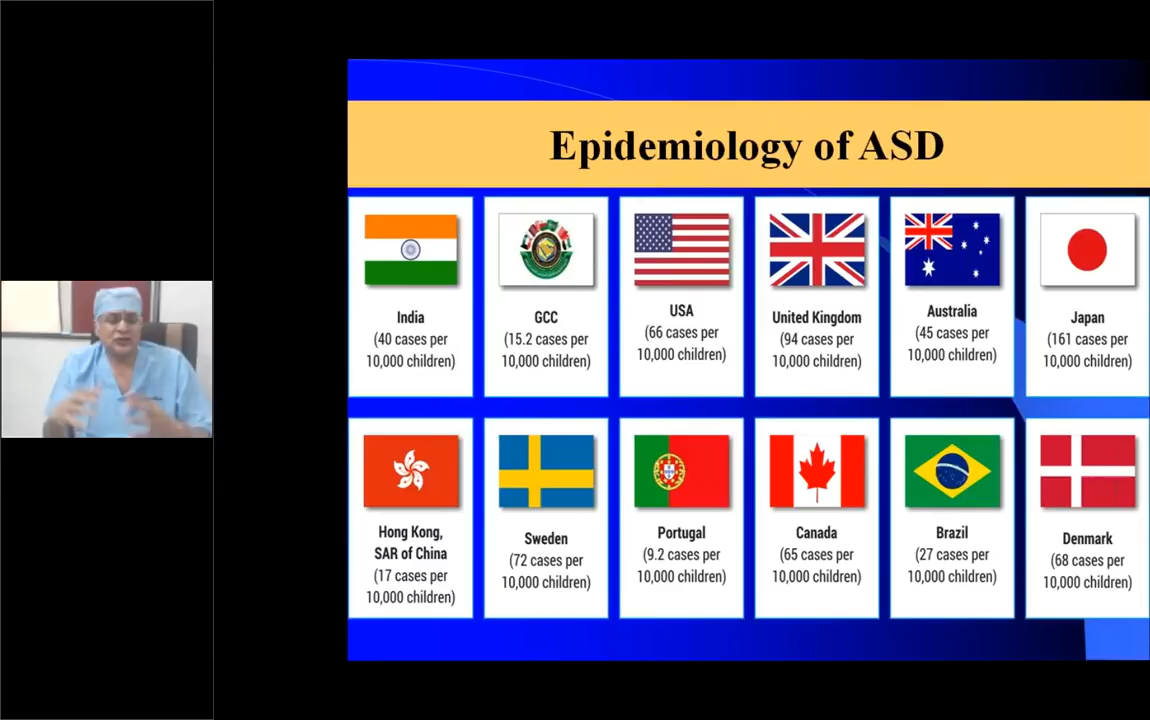 Epidemiology of ASD
India
(40 cases per
10,000 children)
GCC
(15.2 cases per
10,000 children)
USA
(66 cases per
10,000 children)
United Kingdom
(94 cases per
10,000 children)
Australia
(45 cases per
10,000 children)
Japan
(161 cases per
10,000 children)
Hong Kong,
SAR of China
(17 cases per
10,000 children)
Sweden
(72 cases per
10,000 children)
Portugal
(9.2 cases per
10,000 children)
Canada
(65 cases per
10,000 children)
Brazil
(27 cases per
10,000 children)
Denmark
(68 cases per
10,000 children)